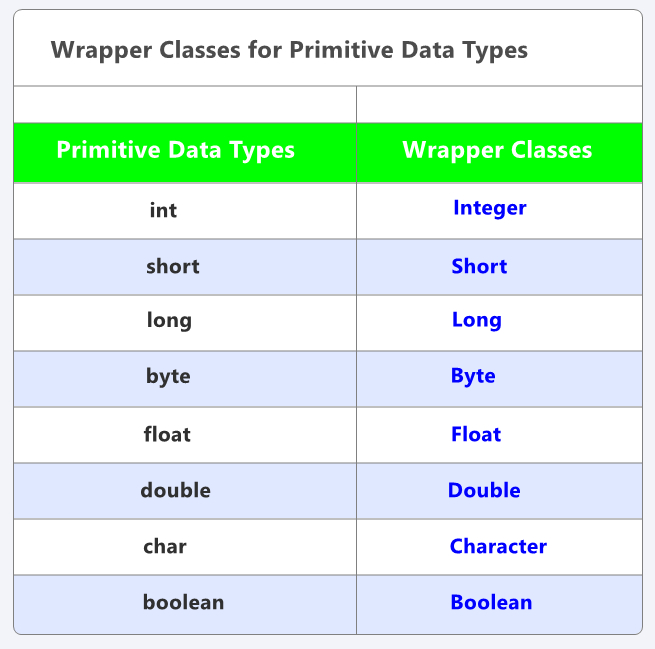 Wrapper Classes for Primitive Data Types
Primitive Data Types Wrapper Classes
int Integer
short Short
long Long
byte Byte
float Float
double Double
char Character
boolean Boolean